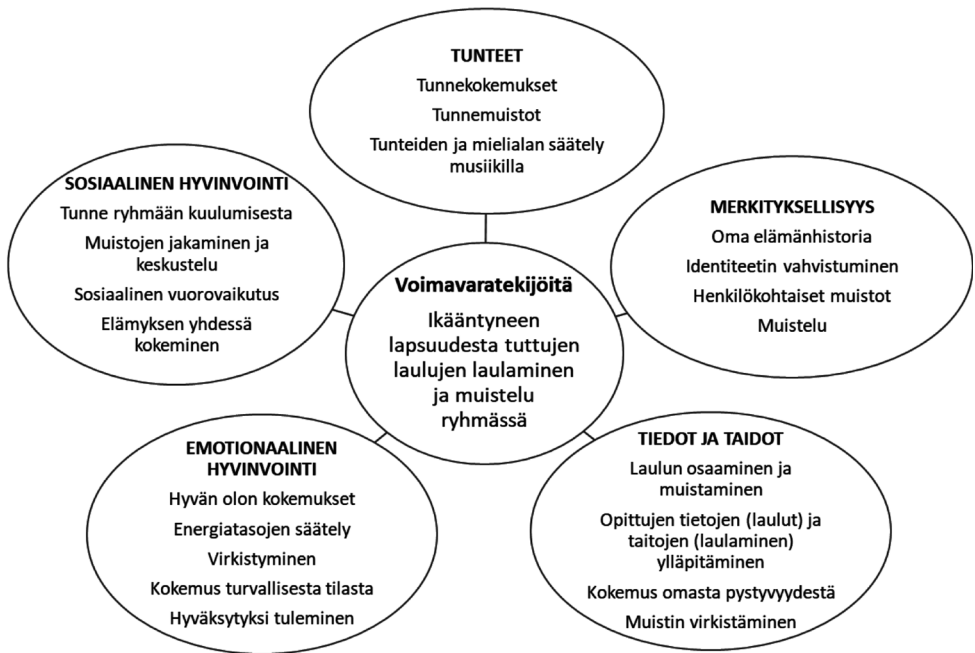 TUNTEET
Tunnekokemukset
Tunnemuistot
Tunteiden ja mielialan säätely
musiikilla
SOSIAALINEN HYVINVOINTI
Tunne ryhmään kuulumisesta
Muistojen jakaminen ja
keskustelu
Sosiaalinen vuorovaikutus
Elämyksen yhdessä
kokeminen
MERKITYKSELLISYYS
Oma elämänhistoria
Identiteetin vahvistuminen
Henkilökohtaiset muistot
Muistelu
Voimavaratekijöitä
Ikääntyneen
lapsuudesta tuttujen
laulujen laulaminen
ja muistelu
ryhmässä
EMOTIONAALINEN
HYVINVOINTI
Hyvän olon kokemukset
Energiatasojen säätely
Virkistyminen
Kokemus turvallisesta tilasta
Hyväksytyksi tuleminen
TIEDOT JA TAIDOT
Laulun osaaminen ja
muistaminen
Opittujen tietojen (laulut) ja
taitojen (laulaminen)
ylläpitäminen
Kokemus omasta pystyvyydestä
Muistin virkistäminen